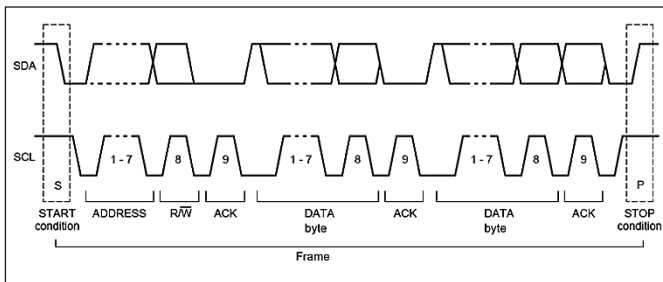 SDA
SCL
1 - 7
8
9
1 - 7
8
9
1 - 7
8
9
S
P
START
condition
ADDRESS
R/W̅
ACK
DATA
byte
ACK
DATA
byte
ACK
STOP
condition
Frame